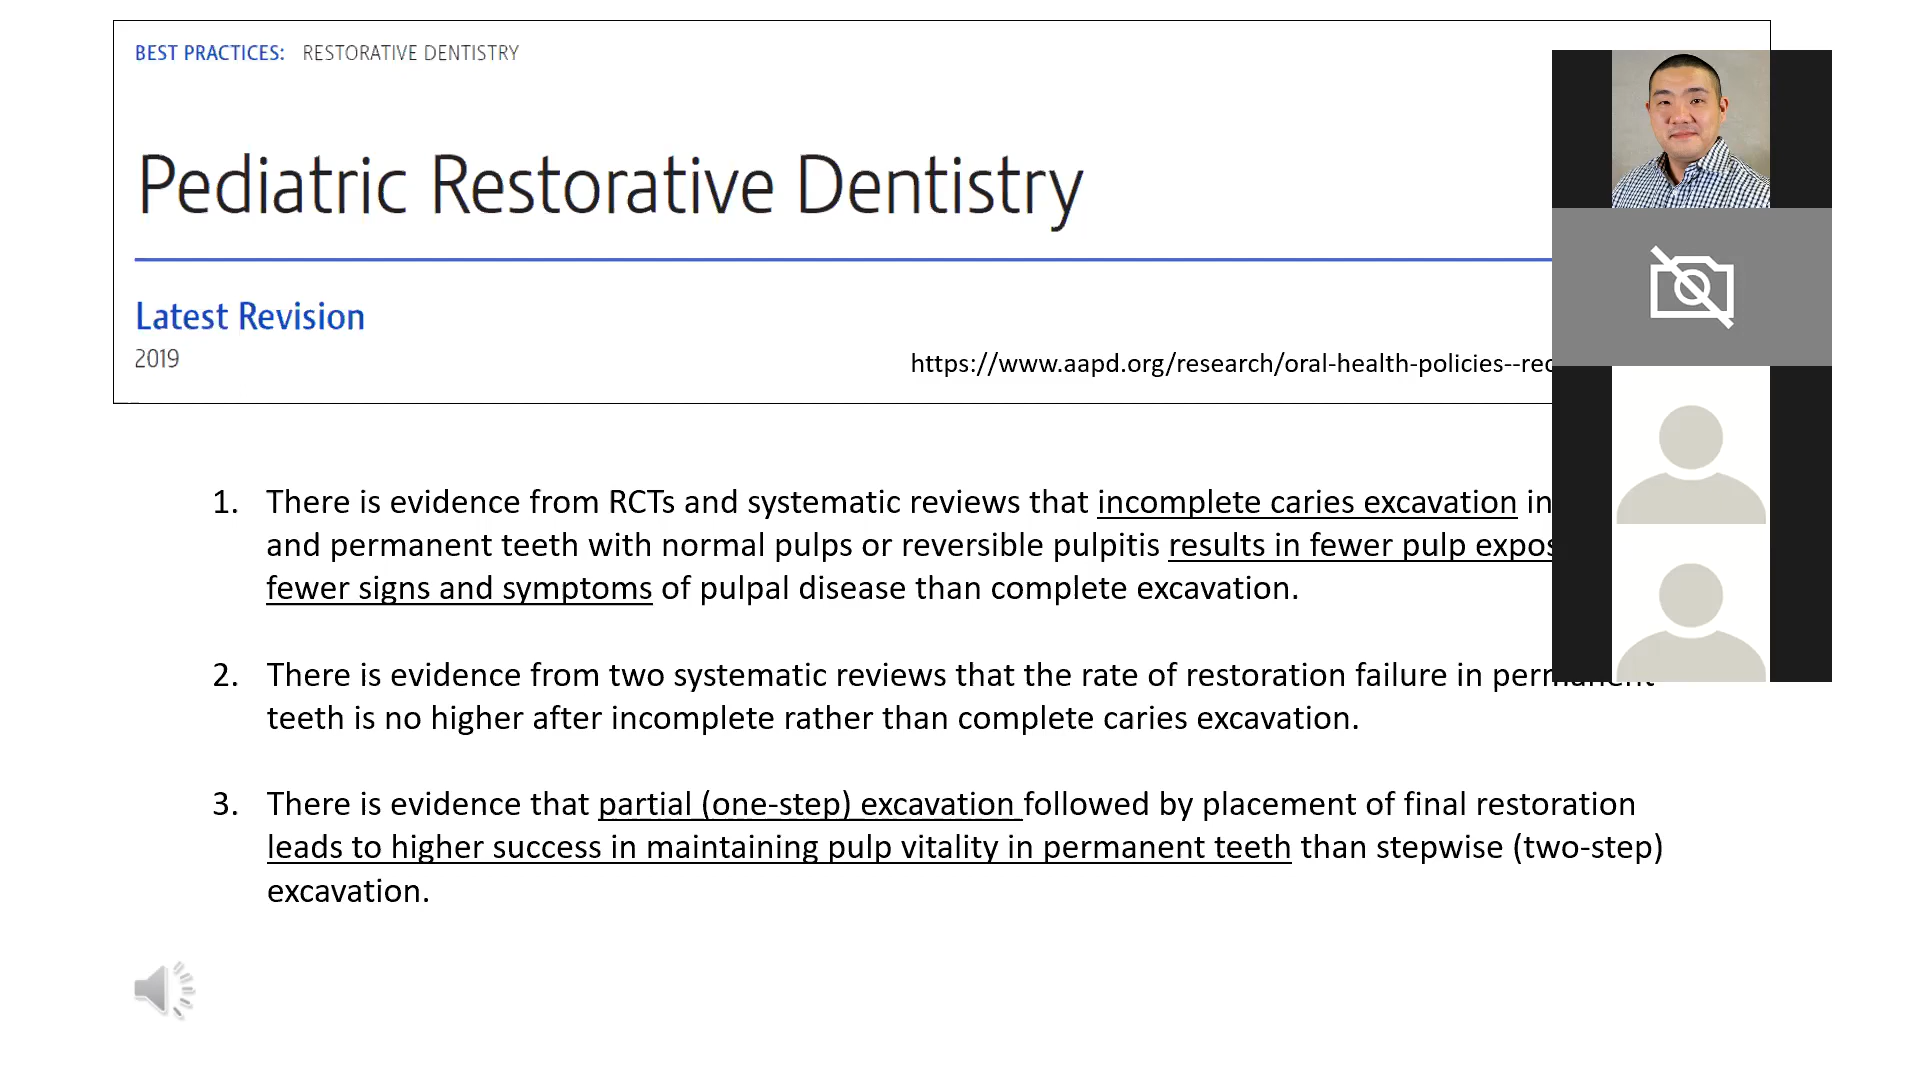 BEST PRACTICES: RESTORATIVE DENTISTRY
Pediatric Restorative Dentistry
Latest Revision
2019
https://www.aapd.org/research/oral-health-policies--rec
1. There is evidence from RCTs and systematic reviews that incomplete caries excavation in
and permanent teeth with normal pulps or reversible pulpitis results in fewer pulp expos
fewer signs and symptoms of pulpal disease than complete excavation.
2. There is evidence from two systematic reviews that the rate of restoration failure in permanent
teeth is no higher after incomplete rather than complete caries excavation.
3. There is evidence that partial (one-step) excavation followed by placement of final restoration
leads to higher success in maintaining pulp vitality in permanent teeth than stepwise (two-step)
excavation.